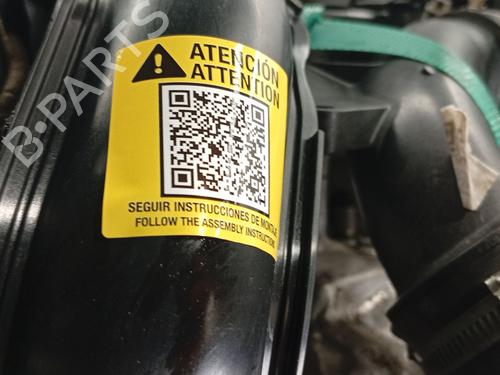 ATENCIÓN
ATTENTION
SEGUIR INSTRUCCIONES DE MONTAJE
FOLLOW THE ASSEMBLY INSTRUCTIONS
B-PARTS